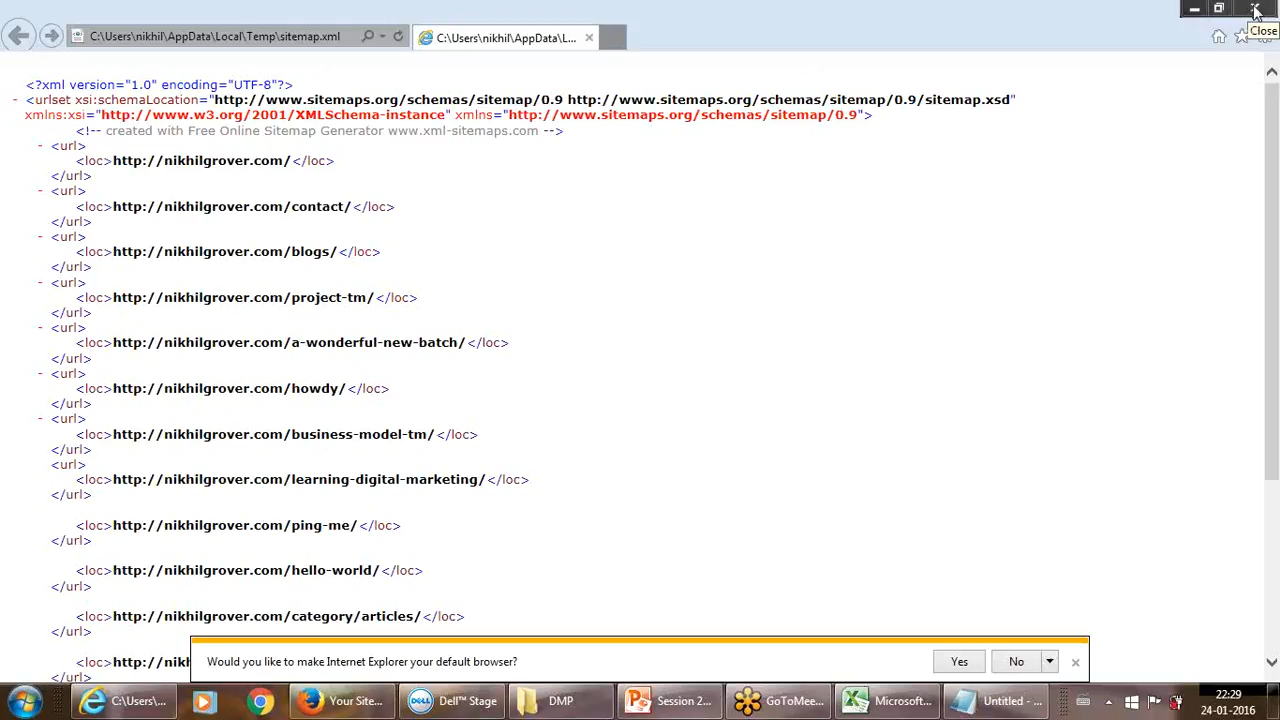 Close
C:\Users\nikhil\AppData\Local\Temp\sitemap.xml
C:\Users\nikhil\AppData\L...
<?xml version="1.0" encoding="UTF-8"?>
- <urlset xsi:schemaLocation="http://www.sitemaps.org/schemas/sitemap/0.9 http://www.sitemaps.org/schemas/sitemap/0.9/sitemap.xsd"
xmlns:xsi="http://www.w3.org/2001/XMLSchema-instance" xmlns="http://www.sitemaps.org/schemas/sitemap/0.9">
<!-- created with Free Online Sitemap Generator www.xml-sitemaps.com -->
- <url>
<loc>http://nikhilgrover.com/</loc>
</url>
- <url>
<loc>http://nikhilgrover.com/contact/</loc>
</url>
- <url>
<loc>http://nikhilgrover.com/blogs/</loc>
</url>
- <url>
<loc>http://nikhilgrover.com/project-tm/</loc>
</url>
- <url>
<loc>http://nikhilgrover.com/a-wonderful-new-batch/</loc>
</url>
- <url>
<loc>http://nikhilgrover.com/howdy/</loc>
</url>
- <url>
<loc>http://nikhilgrover.com/business-model-tm/</loc>
</url>
<url>
<loc>http://nikhilgrover.com/learning-digital-marketing/</loc>
</url>
<loc>http://nikhilgrover.com/ping-me/</loc>
</url>
<loc>http://nikhilgrover.com/hello-world/</loc>
</url>
<loc>http://nikhilgrover.com/category/articles/</loc>
</url>
<loc>http://nikh
</url>
Would you like to make Internet Explorer your default browser?
Yes
No
C:\Users\...
Your Site...
Dell™ Stage
DMP
Session 2...
GoToMee...
Microsoft...
Untitled - ...
22:29
24-01-2016